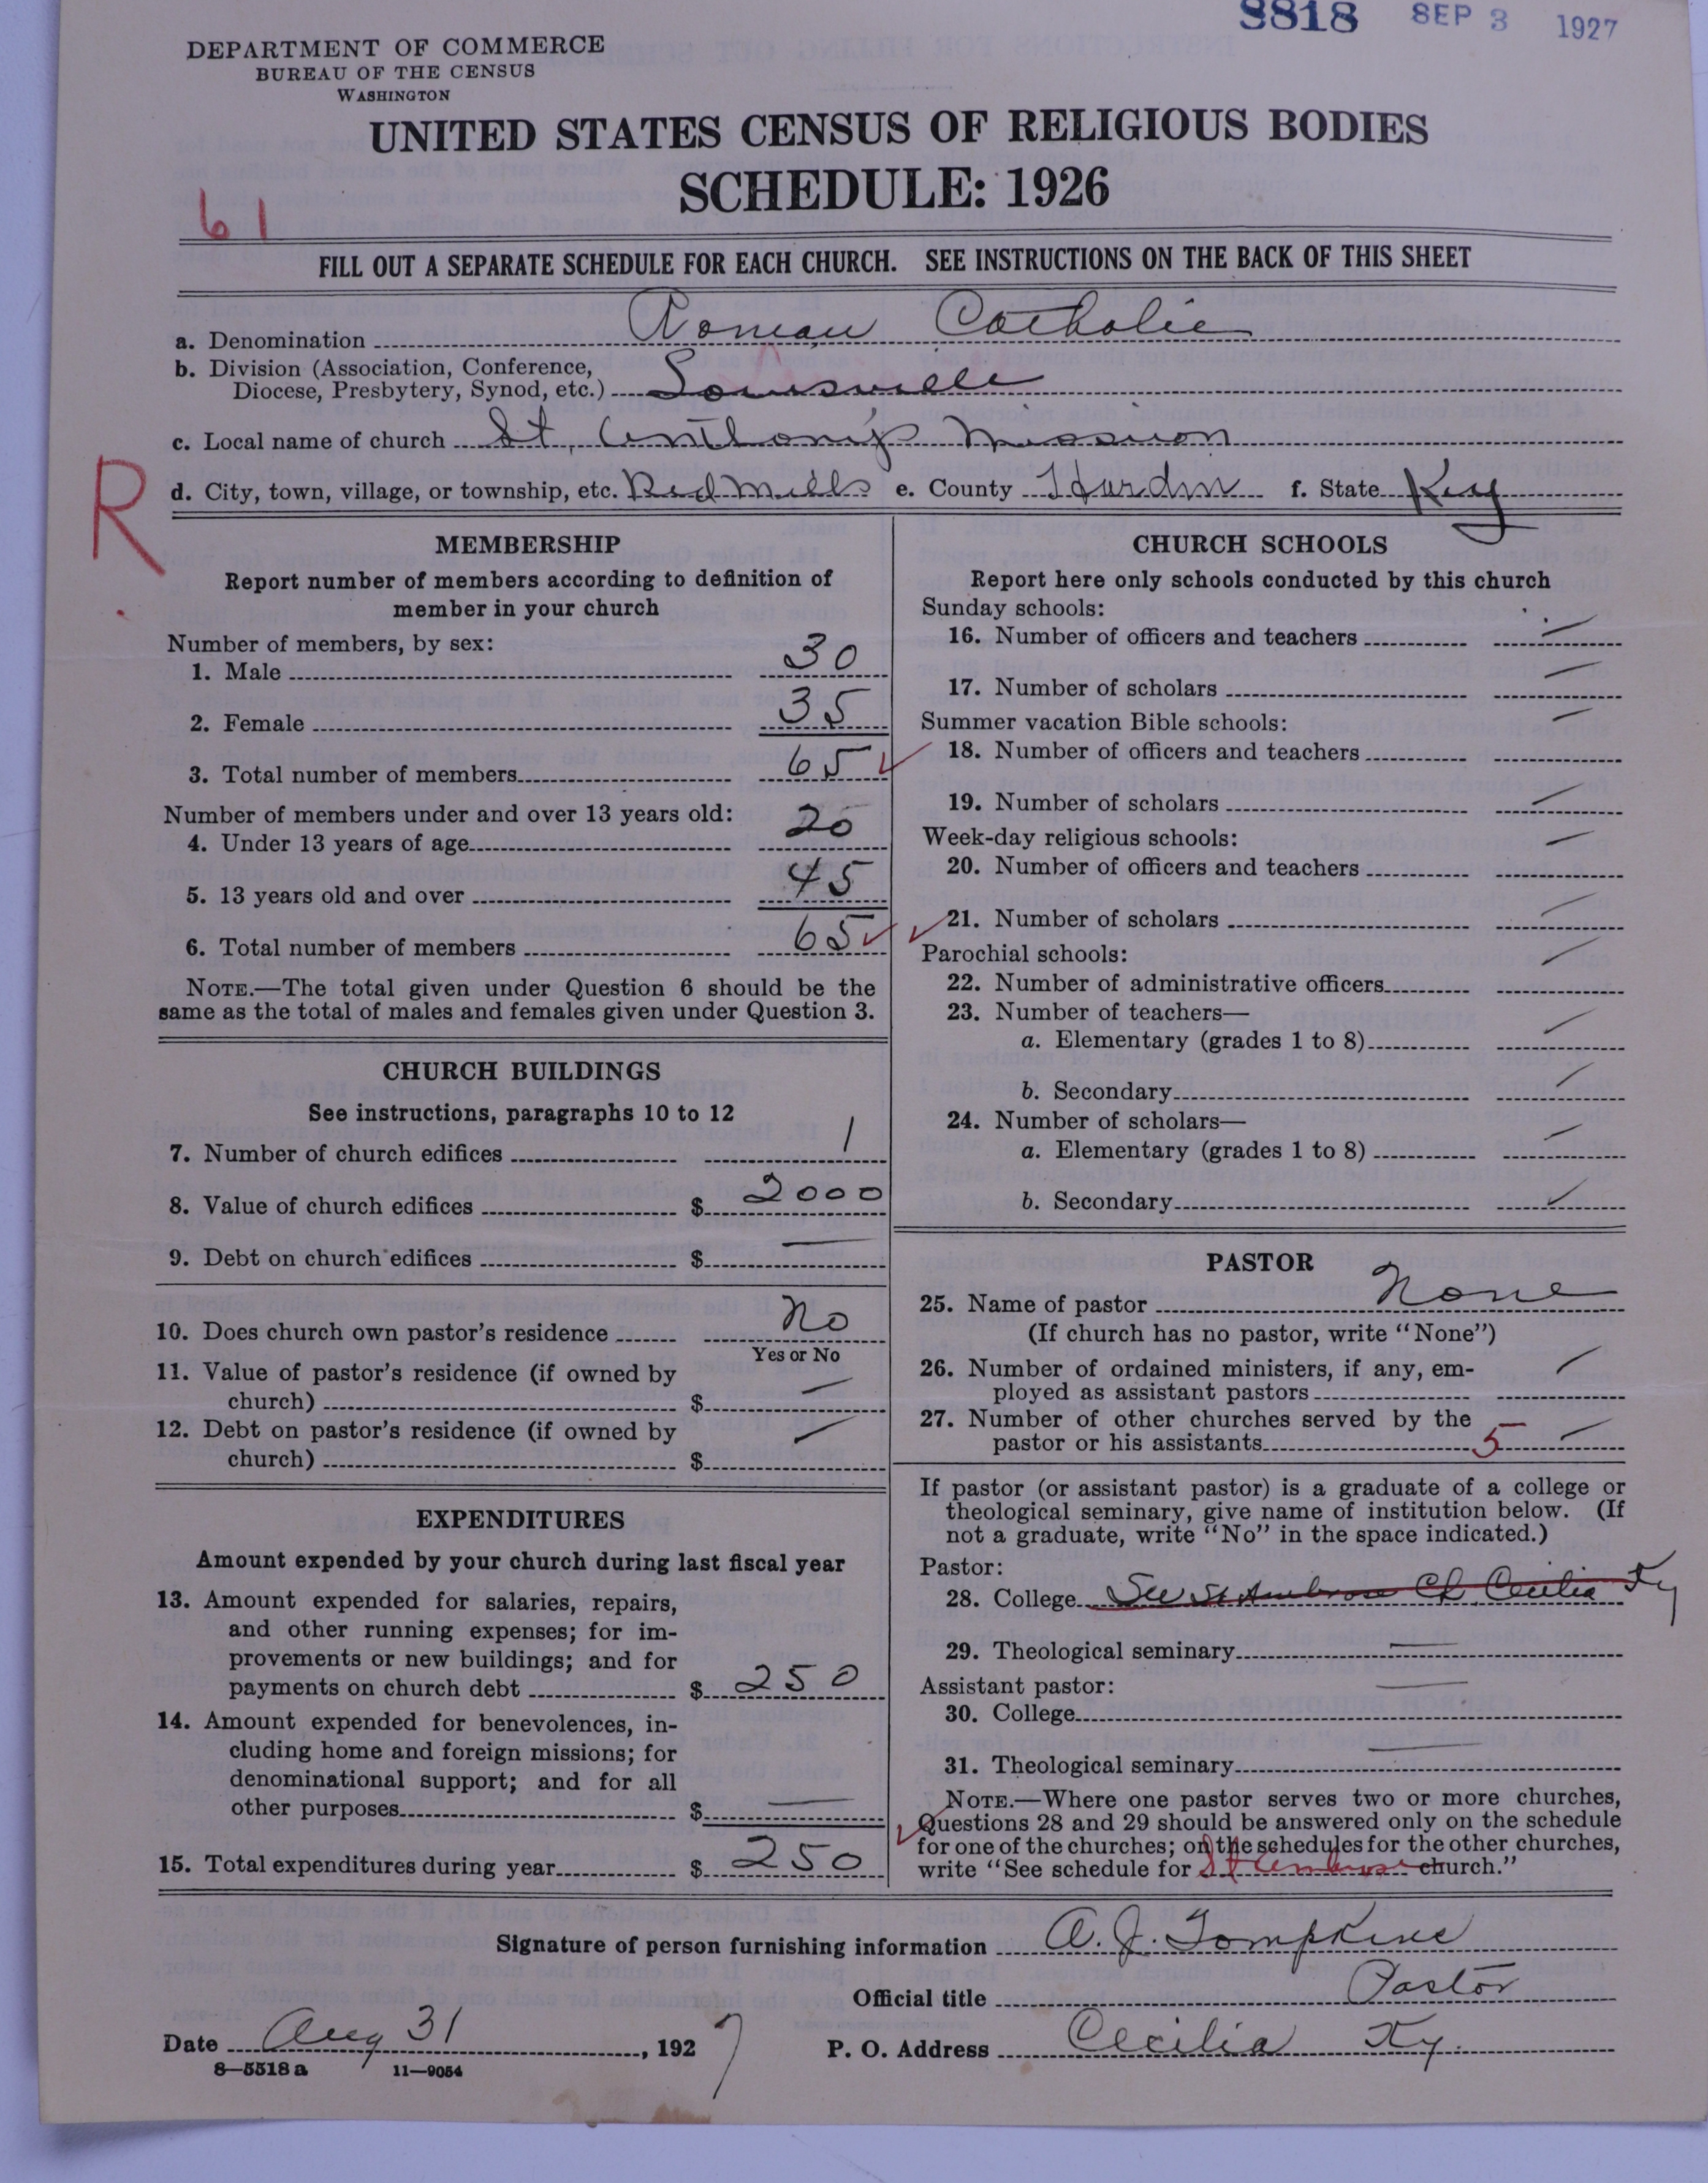 8818 SEP 3 1927
DEPARTMENT OF COMMERCE
BUREAU OF THE CENSUS
WASHINGTON
UNITED STATES CENSUS OF RELIGIOUS BODIES
SCHEDULE: 1926
61
FILL OUT A SEPARATE SCHEDULE FOR EACH CHURCH. SEE INSTRUCTIONS ON THE BACK OF THIS SHEET
a. Denomination Roman Catholic
b. Division (Association, Conference,
Diocese, Presbytery, Synod, etc.) Louisville
c. Local name of church St. Anthony's Mission
R
d. City, town, village, or township, etc. Red Mills e. County Hardin f. State Ky
MEMBERSHIP
Report number of members according to definition of
member in your church
Number of members, by sex:
1. Male 30
2. Female 35
3. Total number of members 65 ✓
Number of members under and over 13 years old:
4. Under 13 years of age 20
5. 13 years old and over 45
6. Total number of members 65 ✓
NOTE.—The total given under Question 6 should be the
same as the total of males and females given under Question 3.
CHURCH BUILDINGS
See instructions, paragraphs 10 to 12
7. Number of church edifices 1
8. Value of church edifices $ 2000
9. Debt on church edifices $ —
10. Does church own pastor's residence No
Yes or No
11. Value of pastor's residence (if owned by
church) $ —
12. Debt on pastor's residence (if owned by
church) $ —
EXPENDITURES
Amount expended by your church during last fiscal year
13. Amount expended for salaries, repairs,
and other running expenses; for im-
provements or new buildings; and for
payments on church debt $ 250
14. Amount expended for benevolences, in-
cluding home and foreign missions; for
denominational support; and for all
other purposes $ —
15. Total expenditures during year $ 250
CHURCH SCHOOLS
Report here only schools conducted by this church
Sunday schools:
16. Number of officers and teachers —
17. Number of scholars —
Summer vacation Bible schools:
18. Number of officers and teachers —
19. Number of scholars —
Week-day religious schools:
20. Number of officers and teachers —
✓ 21. Number of scholars —
Parochial schools:
22. Number of administrative officers —
23. Number of teachers—
a. Elementary (grades 1 to 8) —
b. Secondary —
24. Number of scholars—
a. Elementary (grades 1 to 8) —
b. Secondary —
PASTOR
25. Name of pastor None
(If church has no pastor, write "None")
26. Number of ordained ministers, if any, em-
ployed as assistant pastors —
27. Number of other churches served by the
pastor or his assistants 5 —
If pastor (or assistant pastor) is a graduate of a college or
theological seminary, give name of institution below. (If
not a graduate, write "No" in the space indicated.)
Pastor:
28. College See St Ambrose Ch. Cecilia Ky
29. Theological seminary —
Assistant pastor:
30. College —
31. Theological seminary —
NOTE.—Where one pastor serves two or more churches,
✓ Questions 28 and 29 should be answered only on the schedule
for one of the churches; on the schedules for the other churches,
write "See schedule for St Ambrose church."
Signature of person furnishing information A. J. Tompkins
Official title Pastor
Date Aug 31, 1927 P. O. Address Cecilia Ky.
8—5518 a 11—9054